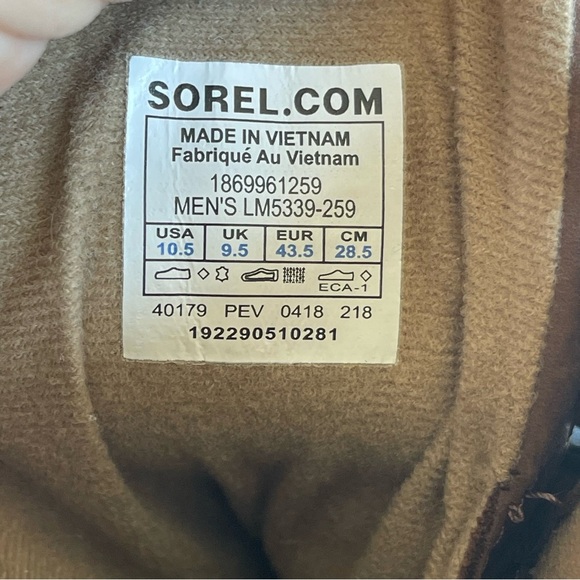 SOREL.COM
MADE IN VIETNAM
Fabriqué Au Vietnam
1869961259
MEN'S LM5339-259
USA UK EUR CM
10.5 9.5 43.5 28.5
ECA-1
40179 PEV 0418 218
192290510281